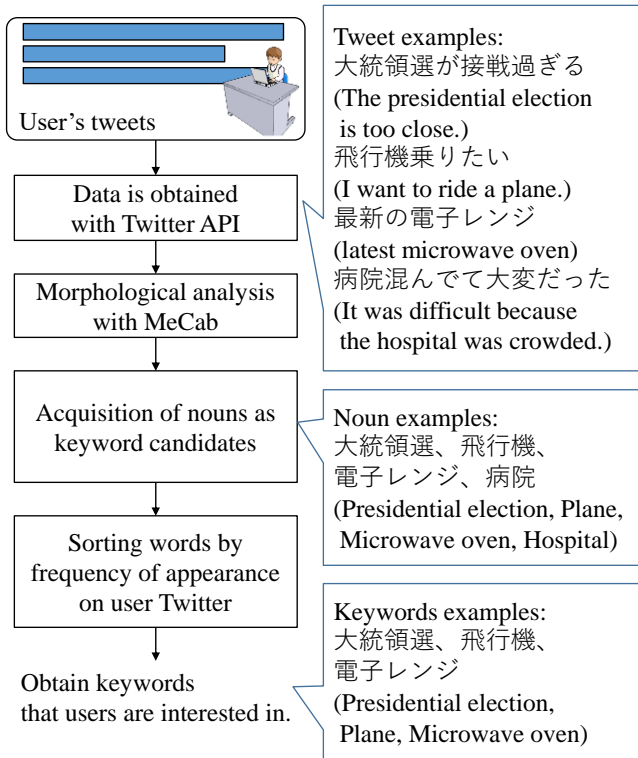 User’s tweets
Data is obtained
with Twitter API
Morphological analysis
with MeCab
Acquisition of nouns as
keyword candidates
Sorting words by
frequency of appearance
on user Twitter
Obtain keywords
that users are interested in.
Tweet examples:
大統領選が接戦過ぎる
(The presidential election
is too close.)
飛行機乗りたい
(I want to ride a plane.)
最新の電子レンジ
(latest microwave oven)
病院混んでて大変だった
(It was difficult because
the hospital was crowded.)
Noun examples:
大統領選、飛行機、
電子レンジ、病院
(Presidential election, Plane,
Microwave oven, Hospital)
Keywords examples:
大統領選、飛行機、
電子レンジ
(Presidential election,
Plane, Microwave oven)